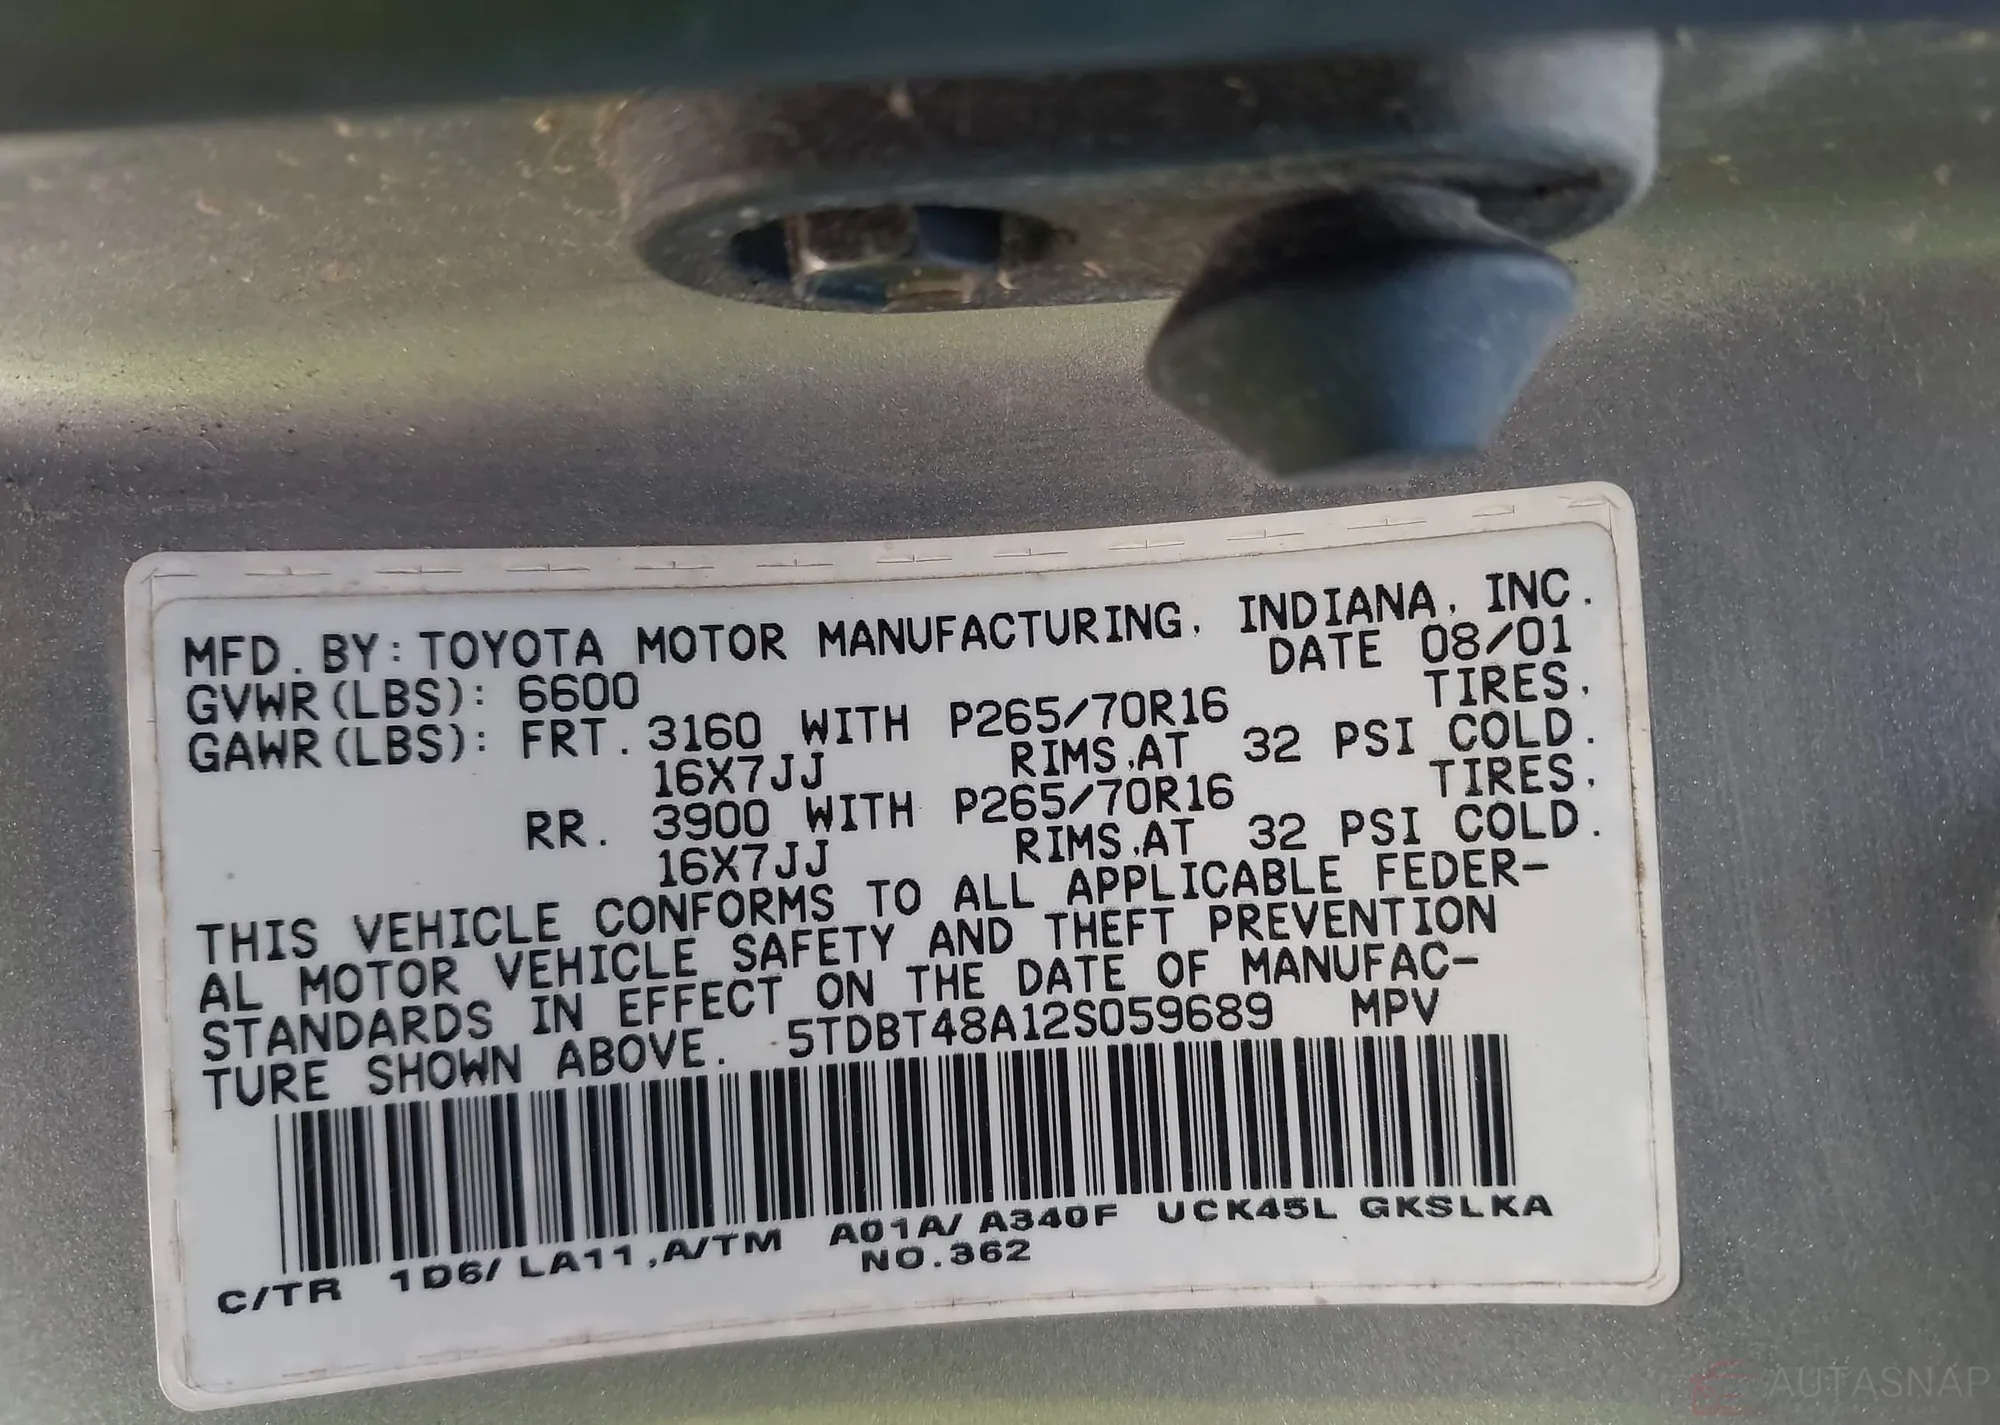 MFD. BY: TOYOTA MOTOR MANUFACTURING, INDIANA, INC.
DATE 08/01
GVWR(LBS): 6600
GAWR(LBS): FRT. 3160 WITH P265/70R16 TIRES,
16X7JJ RIMS,AT 32 PSI COLD.
RR. 3900 WITH P265/70R16 TIRES,
16X7JJ RIMS,AT 32 PSI COLD.
THIS VEHICLE CONFORMS TO ALL APPLICABLE FEDER-
AL MOTOR VEHICLE SAFETY AND THEFT PREVENTION
STANDARDS IN EFFECT ON THE DATE OF MANUFAC-
TURE SHOWN ABOVE. 5TDBT48A12S059689 MPV
C/TR 1D6/ LA11,A/TM A01A/ A340F UCK45L GKSLKA
NO.362
AUTASNAP